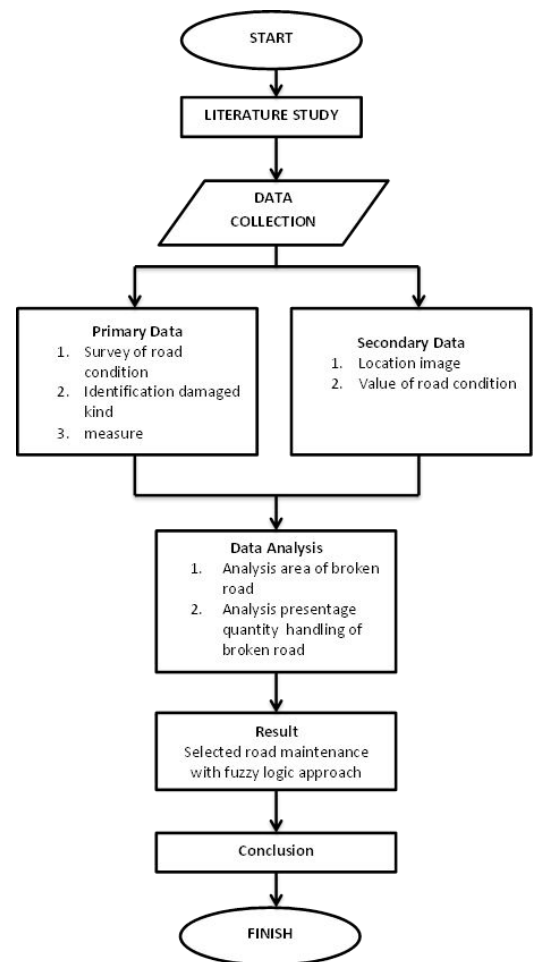 START
LITERATURE STUDY
DATA
COLLECTION
Primary Data
1. Survey of road
condition
2. Identification damaged
kind
3. measure
Secondary Data
1. Location image
2. Value of road condition
Data Analysis
1. Analysis area of broken
road
2. Analysis presentage
quantity handling of
broken road
Result
Selected road maintenance
with fuzzy logic approach
Conclusion
FINISH